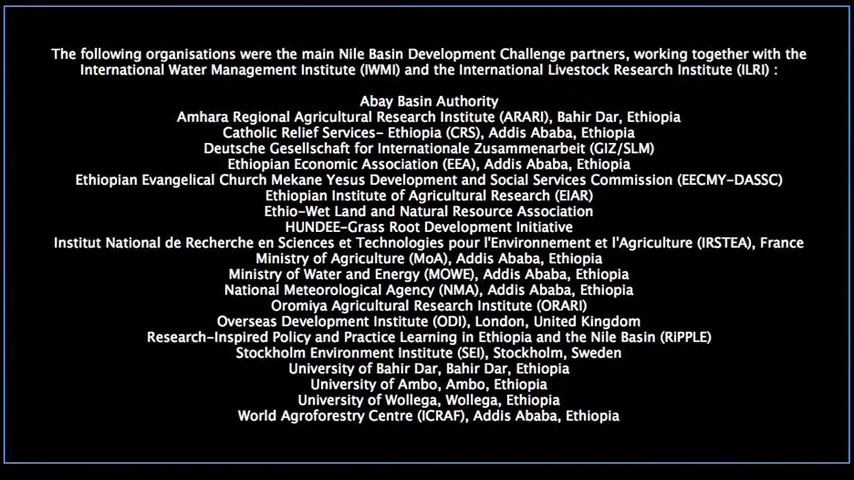 The following organisations were the main Nile Basin Development Challenge partners, working together with the
International Water Management Institute (IWMI) and the International Livestock Research Institute (ILRI) :
Abay Basin Authority
Amhara Regional Agricultural Research Institute (ARARI), Bahir Dar, Ethiopia
Catholic Relief Services- Ethiopia (CRS), Addis Ababa, Ethiopia
Deutsche Gesellschaft for Internationale Zusammenarbeit (GIZ/SLM)
Ethiopian Economic Association (EEA), Addis Ababa, Ethiopia
Ethiopian Evangelical Church Mekane Yesus Development and Social Services Commission (EECMY-DASSC)
Ethiopian Institute of Agricultural Research (EIAR)
Ethio-Wet Land and Natural Resource Association
HUNDEE-Grass Root Development Initiative
Institut National de Recherche en Sciences et Technologies pour l'Environnement et l'Agriculture (IRSTEA), France
Ministry of Agriculture (MoA), Addis Ababa, Ethiopia
Ministry of Water and Energy (MOWE), Addis Ababa, Ethiopia
National Meteorological Agency (NMA), Addis Ababa, Ethiopia
Oromiya Agricultural Research Institute (ORARI)
Overseas Development Institute (ODI), London, United Kingdom
Research-Inspired Policy and Practice Learning in Ethiopia and the Nile Basin (RiPPLE)
Stockholm Environment Institute (SEI), Stockholm, Sweden
University of Bahir Dar, Bahir Dar, Ethiopia
University of Ambo, Ambo, Ethiopia
University of Wollega, Wollega, Ethiopia
World Agroforestry Centre (ICRAF), Addis Ababa, Ethiopia